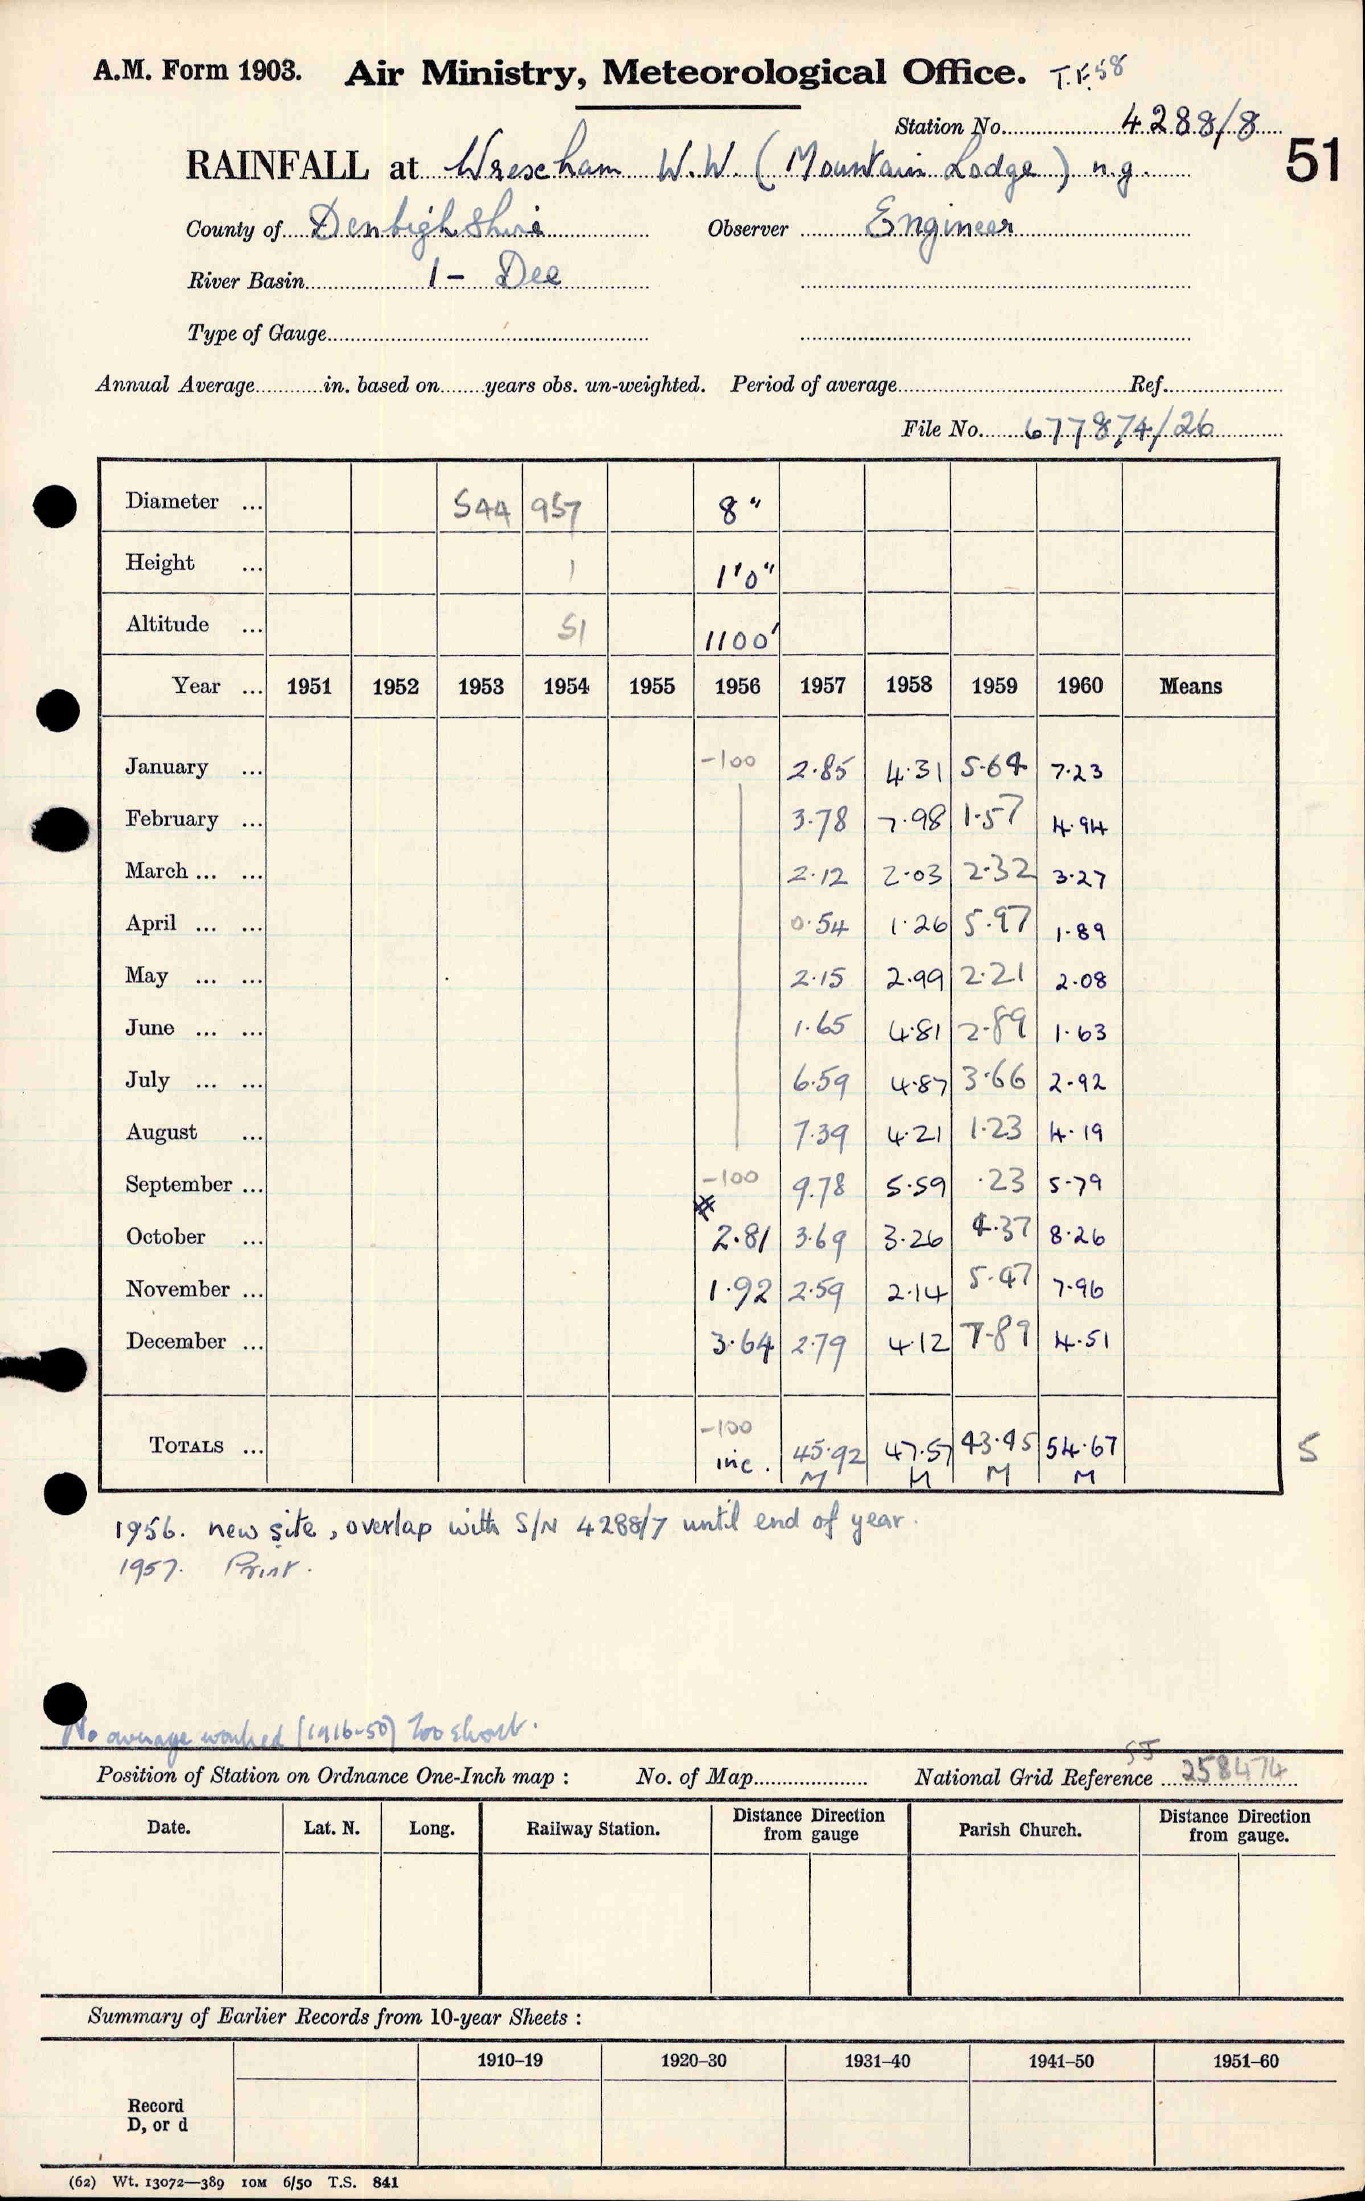 A.M. Form 1903. Air Ministry, Meteorological Office. T.F. 58
Station No. 4288/8
RAINFALL at Wrexham W.W. (Mountain Lodge) n.g. 51
County of Denbighshire Observer Engineer
River Basin 1 - Dee
Type of Gauge
Annual Average in. based on years obs. un-weighted. Period of average Ref.
File No. 677874/26
Diameter ... 544 957 8"
Height ... 1 1'0"
Altitude ... 51 1100'
Year ... 1951 1952 1953 1954 1955 1956 1957 1958 1959 1960 Means
January ... -100 2.85 4.31 5.64 7.23
February ... 3.78 7.98 1.57 4.94
March ... ... 2.12 2.03 2.32 3.27
April ... ... 0.54 1.26 5.97 1.89
May ... ... 2.15 2.99 2.21 2.08
June ... ... 1.65 4.81 2.89 1.63
July ... ... 6.59 4.87 3.66 2.92
August ... 7.39 4.21 1.23 4.19
September ... -100 9.78 5.59 .23 5.79
October ... 2.81 3.69 3.26 4.37 8.26
November ... 1.92 2.59 2.14 5.47 7.96
December ... 3.64 2.79 4.12 7.89 4.51
-100
TOTALS ... inc. 45.92 47.57 43.45 54.67 5
M M M M
1956. new site, overlap with S/N 4288/7 until end of year.
1957. Print.
No average worked (1916-50) too short.
Position of Station on Ordnance One-Inch map : No. of Map National Grid Reference SJ 258474
Date. Lat. N. Long. Railway Station. Distance Direction from gauge Parish Church. Distance Direction from gauge.
Summary of Earlier Records from 10-year Sheets :
1910–19 1920–30 1931–40 1941–50 1951–60
Record
D, or d
(62) Wt. 13072—389 10M 6/50 T.S. 841